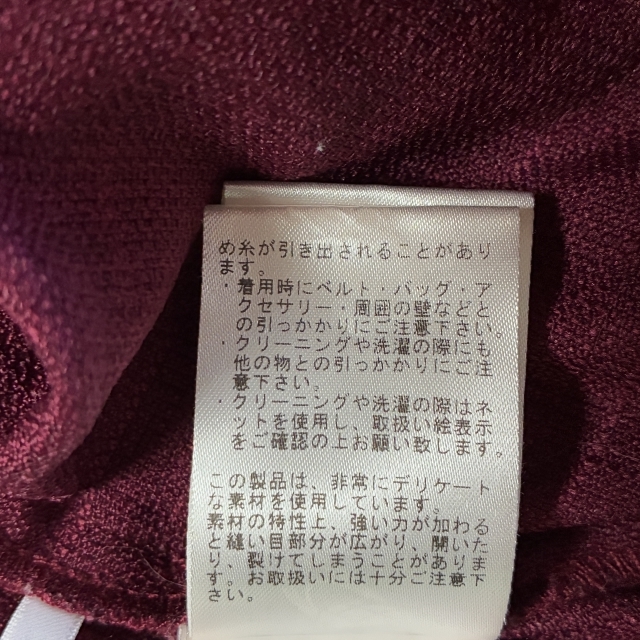 め糸が引き出されることがあり
ます。
・着用時にベルト・バッグ・ア
クセサリー・周囲の壁などと
の引っかかりにご注意下さい。
・クリーニングや洗濯の際にも
他の物との引っかかりにご注
意下さい。
・クリーニングや洗濯の際はネ
ットを使用し、取扱い絵表示
をご確認の上お願い致します。
この製品は、非常にデリケート
な素材を使用しています。
素材の特性上、強い力が加わる
と縫い目部分が広がり、開いた
り、裂けてしまうことがありま
す。お取扱いには十分ご注意下
さい。